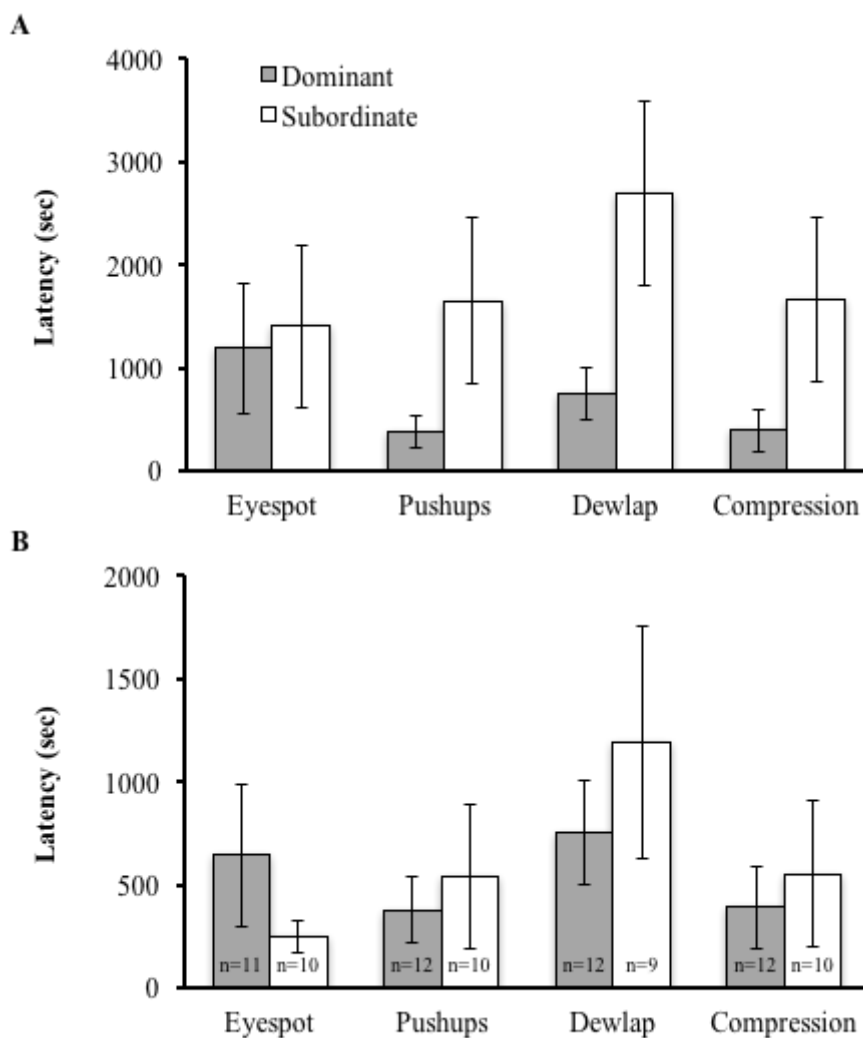 A
4000
3000
2000
1000
0
Latency (sec)
Dominant
Subordinate
Eyespot Pushups Dewlap Compression
B
2000
1500
1000
500
0
Latency (sec)
n=11 n=10 n=12 n=10 n=12 n=9 n=12 n=10
Eyespot Pushups Dewlap Compression